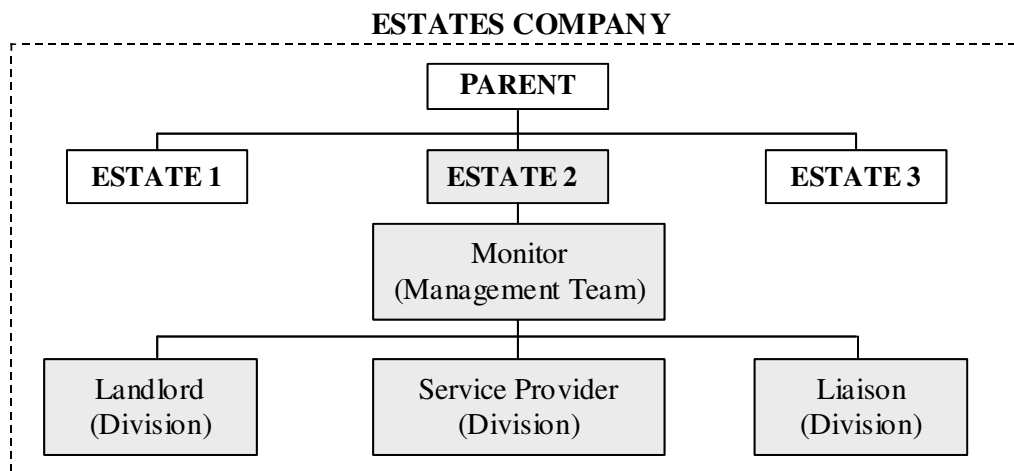 ESTATES COMPANY
PARENT
ESTATE 1
ESTATE 2
ESTATE 3
Monitor
(Management Team)
Landlord
(Division)
Service Provider
(Division)
Liaison
(Division)